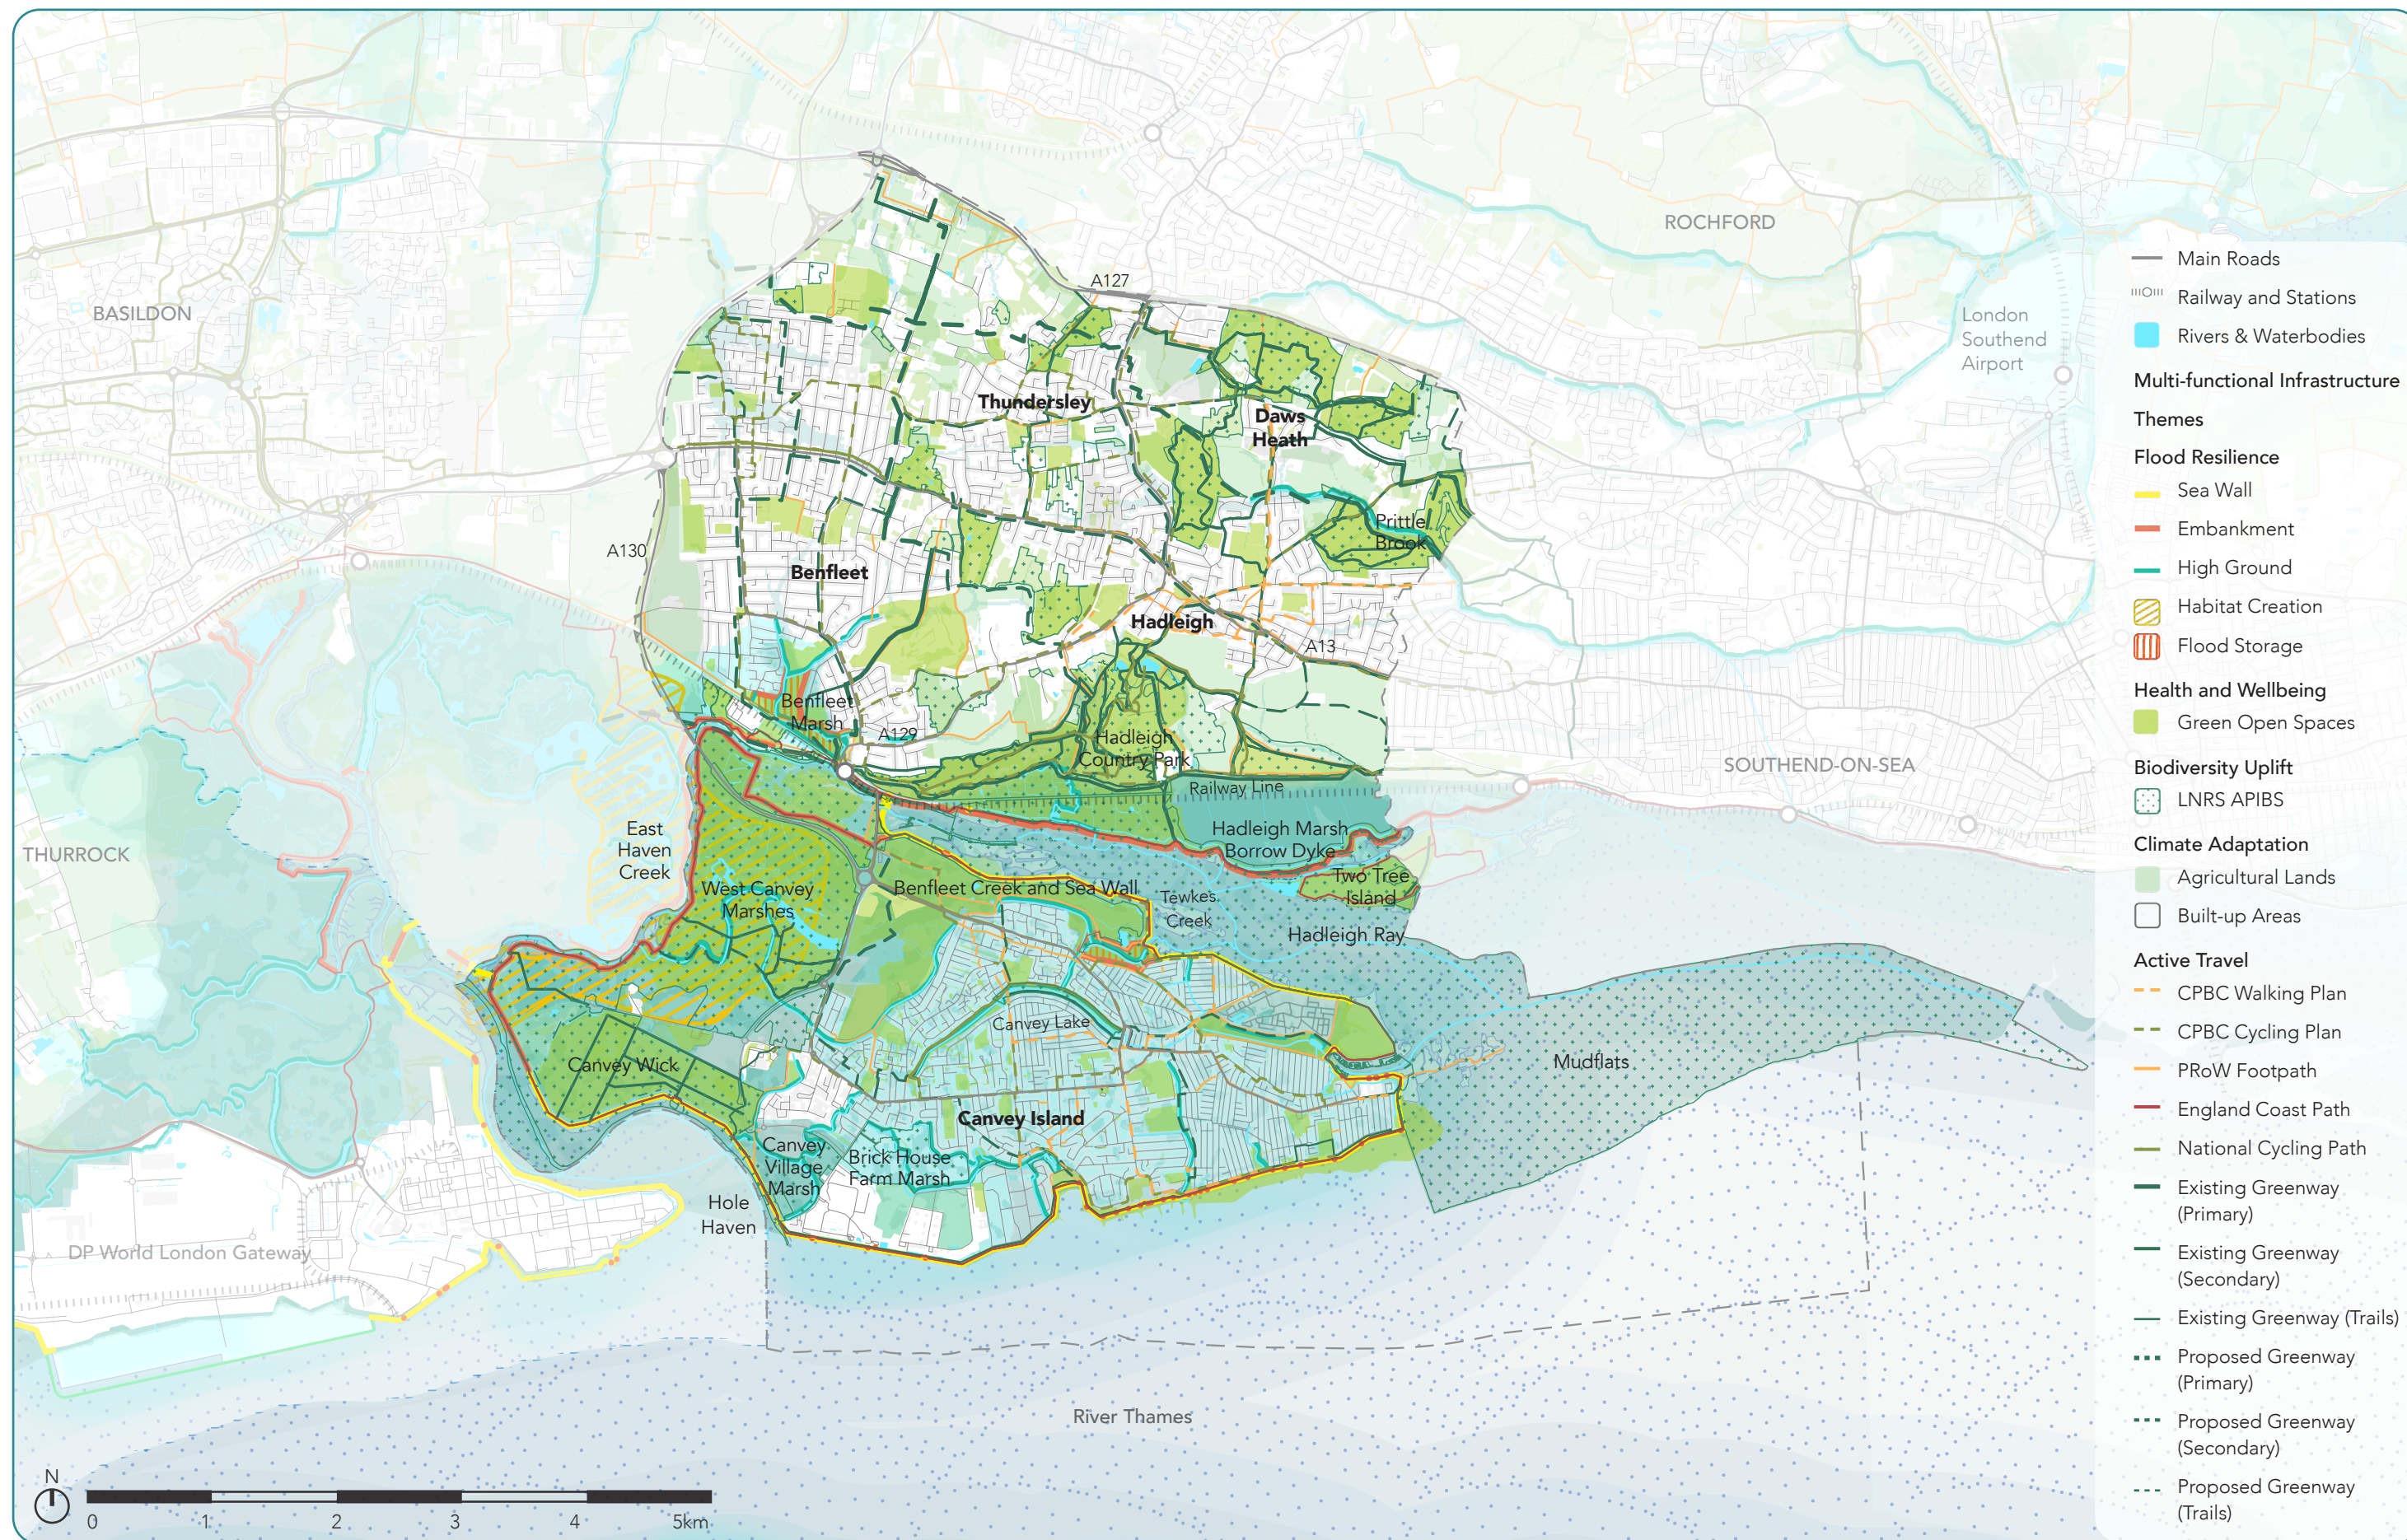 ROCHFORD
A127
BASILDON
London
Southend
Airport
Thundersley
Daws
Heath
Prittle
Brook
A130
Benfleet
Hadleigh
A13
Benfleet
Marsh
A129
Hadleigh
Country Park
SOUTHEND-ON-SEA
Railway Line
THURROCK
East
Haven
Creek
Hadleigh Marsh
Borrow Dyke
West Canvey
Marshes
Benfleet Creek and Sea Wall
Two Tree
Island
Tewkes
Creek
Hadleigh Ray
Canvey Lake
Canvey Wick
Mudflats
Canvey Island
Canvey
Village
Marsh
Brick House
Farm Marsh
Hole
Haven
DP World London Gateway
River Thames
N
0 1 2 3 4 5km
Main Roads
Railway and Stations
Rivers & Waterbodies
Multi-functional Infrastructure
Themes
Flood Resilience
Sea Wall
Embankment
High Ground
Habitat Creation
Flood Storage
Health and Wellbeing
Green Open Spaces
Biodiversity Uplift
LNRS APIBS
Climate Adaptation
Agricultural Lands
Built-up Areas
Active Travel
CPBC Walking Plan
CPBC Cycling Plan
PRoW Footpath
England Coast Path
National Cycling Path
Existing Greenway
(Primary)
Existing Greenway
(Secondary)
Existing Greenway (Trails)
Proposed Greenway
(Primary)
Proposed Greenway
(Secondary)
Proposed Greenway
(Trails)